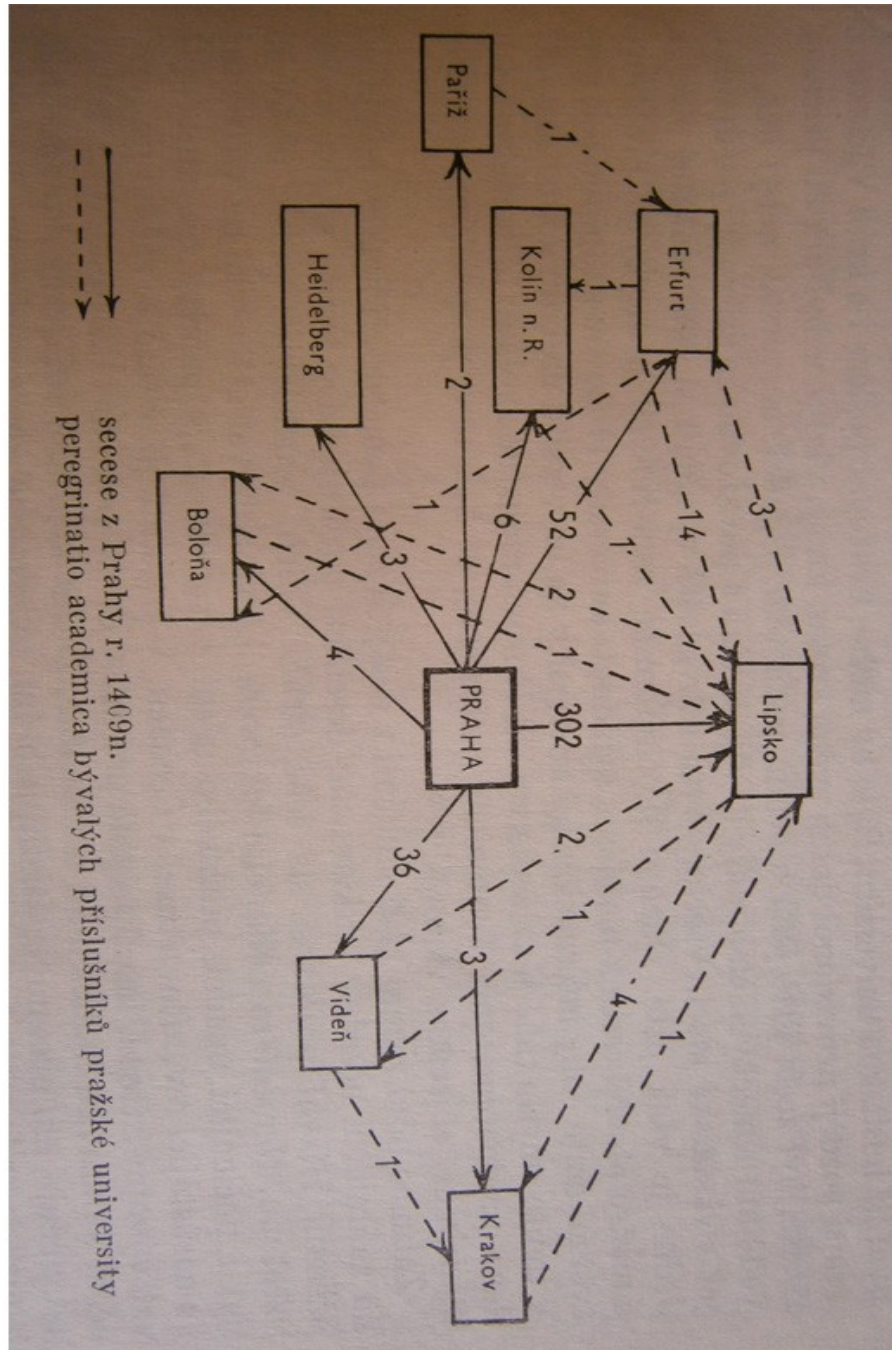 Lipsko
3
14
1
4
Erfurt
1
1
1
302
2
1
52
2
1
Kolín n. R.
6
Krakov
3
PRAHA
2
Paříž
1
36
3
1
Vídeň
4
Heidelberg
Boloňa
secese z Prahy r. 1409n.
peregrinatio academica bývalých příslušníků pražské university